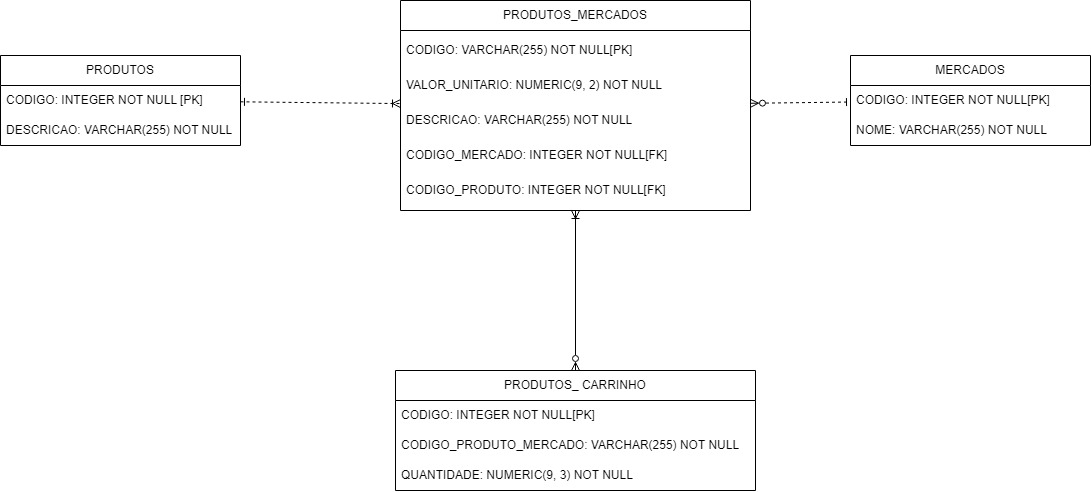 PRODUTOS_MERCADOS
CODIGO: VARCHAR(255) NOT NULL[PK]
VALOR_UNITARIO: NUMERIC(9, 2) NOT NULL
DESCRICAO: VARCHAR(255) NOT NULL
CODIGO_MERCADO: INTEGER NOT NULL[FK]
CODIGO_PRODUTO: INTEGER NOT NULL[FK]
PRODUTOS
CODIGO: INTEGER NOT NULL [PK]
DESCRICAO: VARCHAR(255) NOT NULL
MERCADOS
CODIGO: INTEGER NOT NULL[PK]
NOME: VARCHAR(255) NOT NULL
PRODUTOS_ CARRINHO
CODIGO: INTEGER NOT NULL[PK]
CODIGO_PRODUTO_MERCADO: VARCHAR(255) NOT NULL
QUANTIDADE: NUMERIC(9, 3) NOT NULL